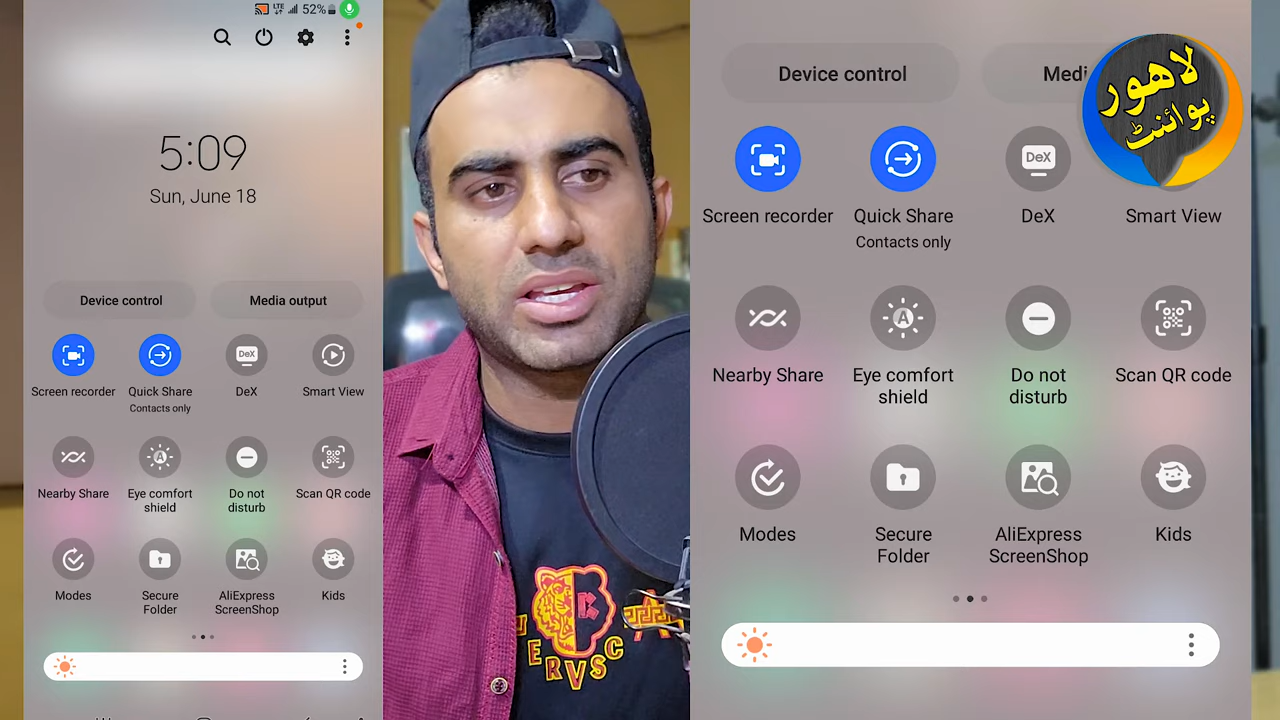 LTE 52%
5:09
Sun, June 18
Device control
Media output
Screen recorder
Quick Share
Contacts only
DeX
DeX
Smart View
Nearby Share
A
Eye comfort
shield
Do not
disturb
Scan QR code
Modes
Secure
Folder
AliExpress
ScreenShop
Kids
ERVSC
Device control
Medi
لاهور
پوائنٹ
Screen recorder
Quick Share
Contacts only
DeX
DeX
Smart View
Nearby Share
A
Eye comfort
shield
Do not
disturb
Scan QR code
Modes
Secure
Folder
AliExpress
ScreenShop
Kids